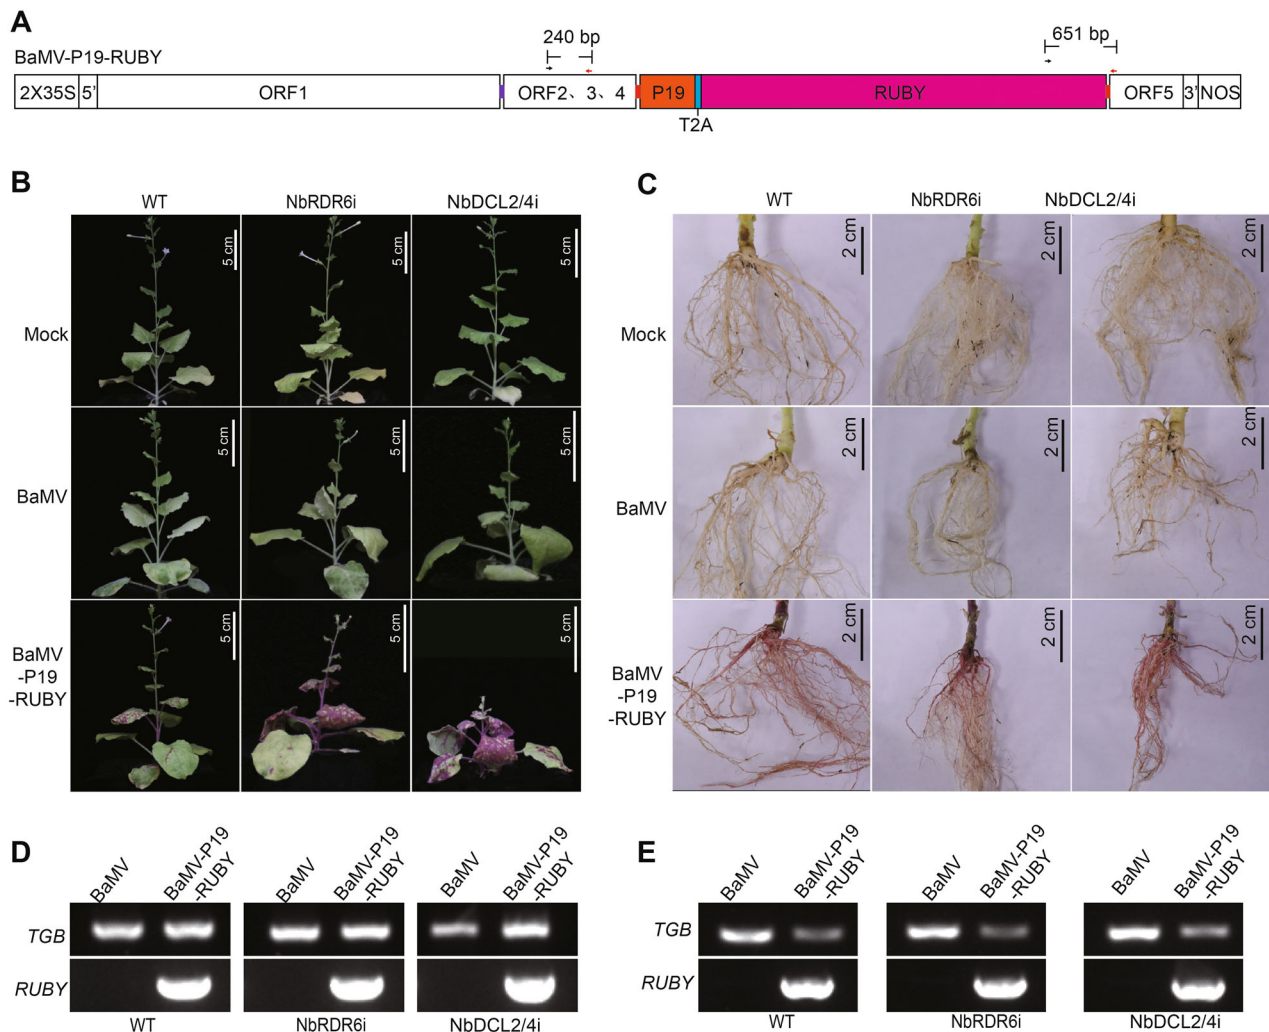 A
BaMV-P19-RUBY
240 bp
651 bp
2X35S 5' ORF1 ORF2、3、4 P19 RUBY ORF5 3' NOS
T2A
B
WT NbRDR6i NbDCL2/4i
Mock
5 cm 5 cm 5 cm
BaMV
5 cm 5 cm 5 cm
BaMV
-P19
-RUBY
5 cm 5 cm 5 cm
C
WT NbRDR6i NbDCL2/4i
Mock
2 cm 2 cm 2 cm
BaMV
2 cm 2 cm 2 cm
BaMV
-P19
-RUBY
2 cm 2 cm 2 cm
D
BaMV BaMV-P19
-RUBY
BaMV BaMV-P19
-RUBY
BaMV BaMV-P19
-RUBY
TGB
RUBY
WT NbRDR6i NbDCL2/4i
E
BaMV BaMV-P19
-RUBY
BaMV BaMV-P19
-RUBY
BaMV BaMV-P19
-RUBY
TGB
RUBY
WT NbRDR6i NbDCL2/4i